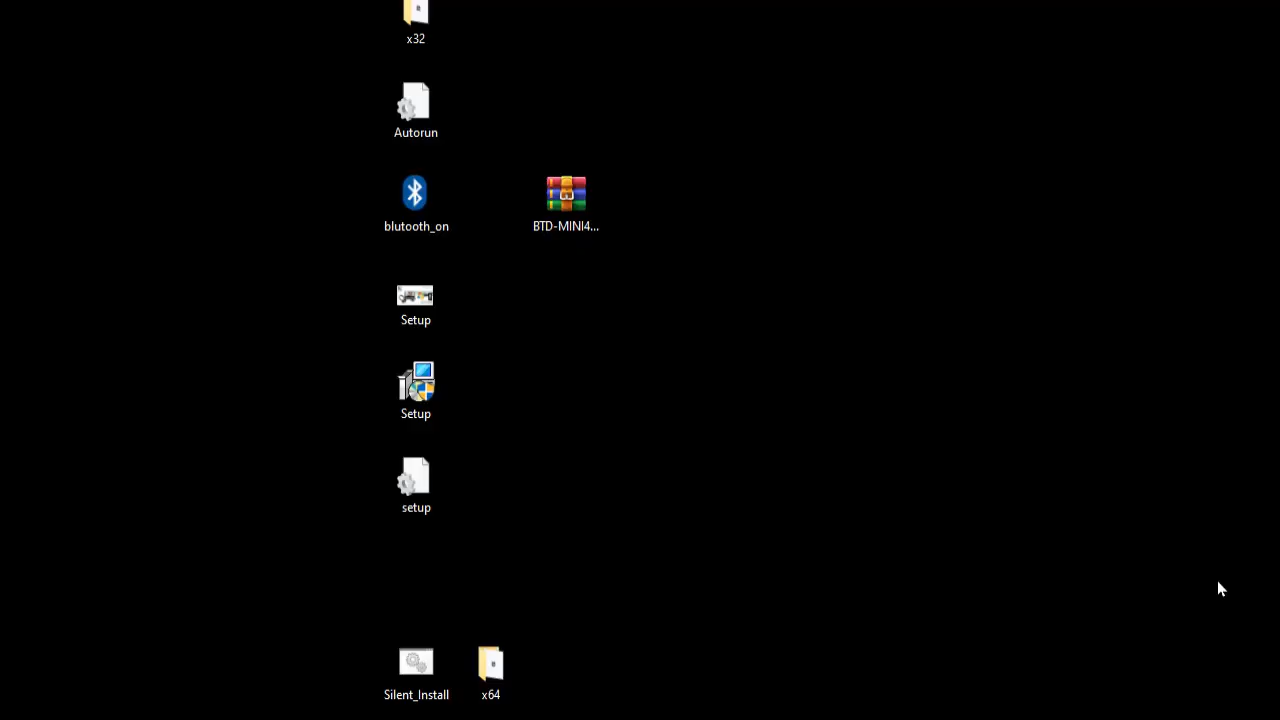 x32
Autorun
blutooth_on
BTD-MINI4...
Setup
Setup
setup
Silent_Install
x64